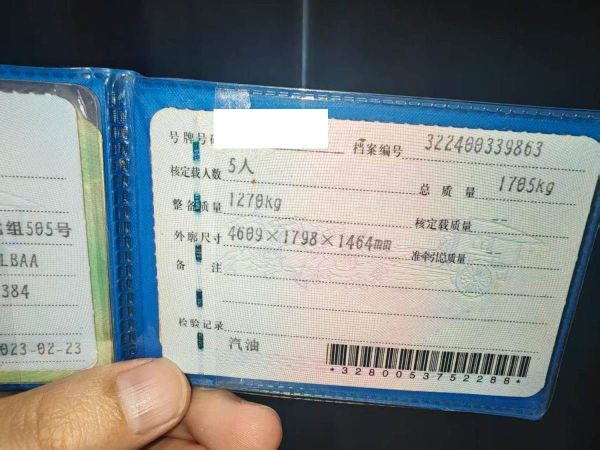 组505号
LBAA
384
023-02-23
号牌号码
档案编号 322400339863
核定载人数 5人
总质量 1705kg
整备质量 1270kg
核定载质量 --
外廓尺寸 4609×1798×1464mm
准牵引总质量 --
备注
检验记录
汽油
*3280053752288*